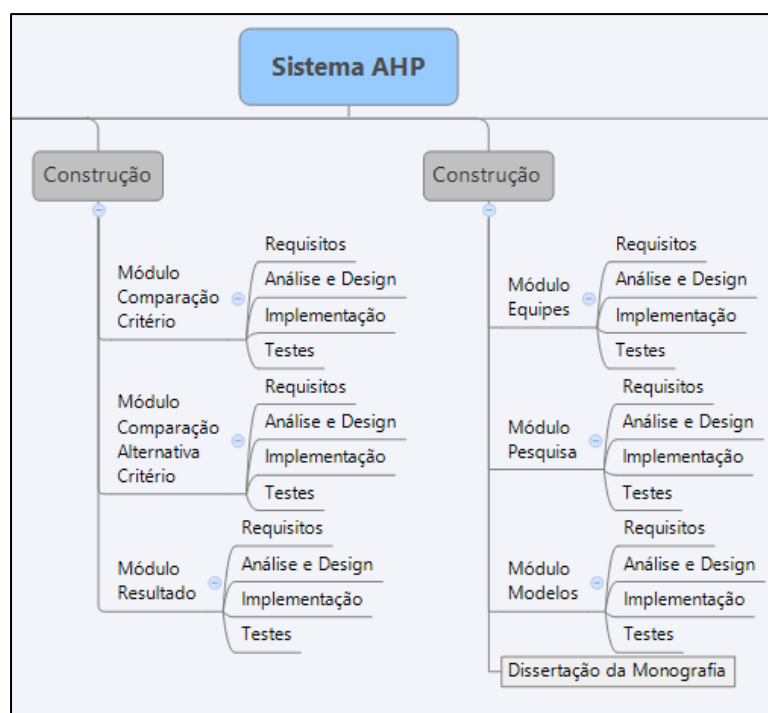 Sistema AHP
Construção
Módulo
Comparação
Critério
Requisitos
Análise e Design
Implementação
Testes
Módulo
Comparação
Alternativa
Critério
Requisitos
Análise e Design
Implementação
Testes
Módulo
Resultado
Requisitos
Análise e Design
Implementação
Testes
Construção
Módulo
Equipes
Requisitos
Análise e Design
Implementação
Testes
Módulo
Pesquisa
Requisitos
Análise e Design
Implementação
Testes
Módulo
Modelos
Requisitos
Análise e Design
Implementação
Testes
Dissertação da Monografia